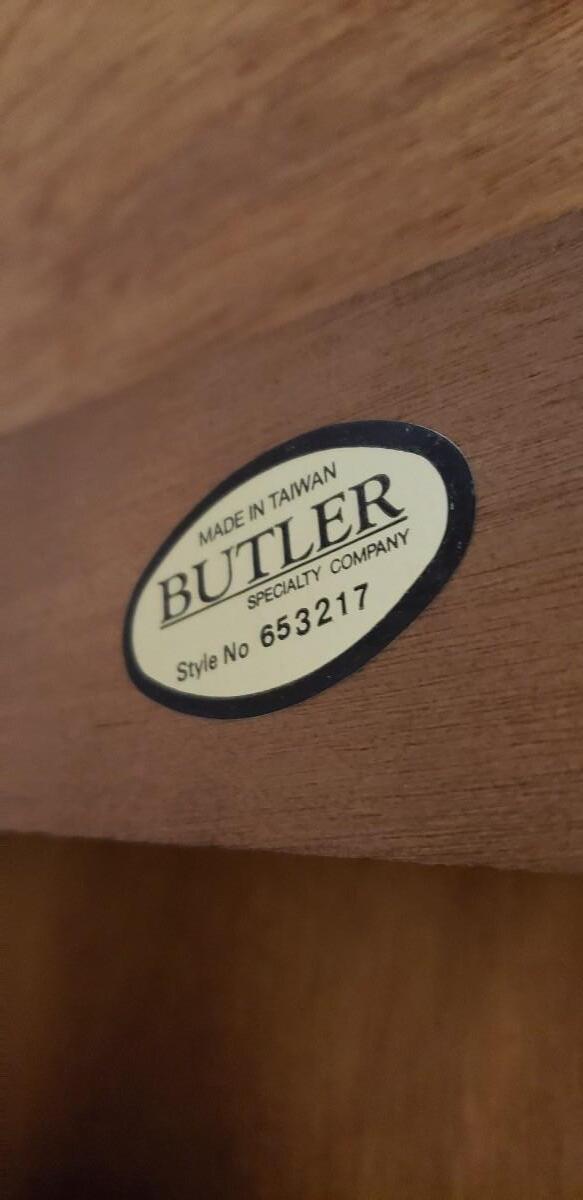 MADE IN TAIWAN
BUTLER
SPECIALTY COMPANY
Style No 653217